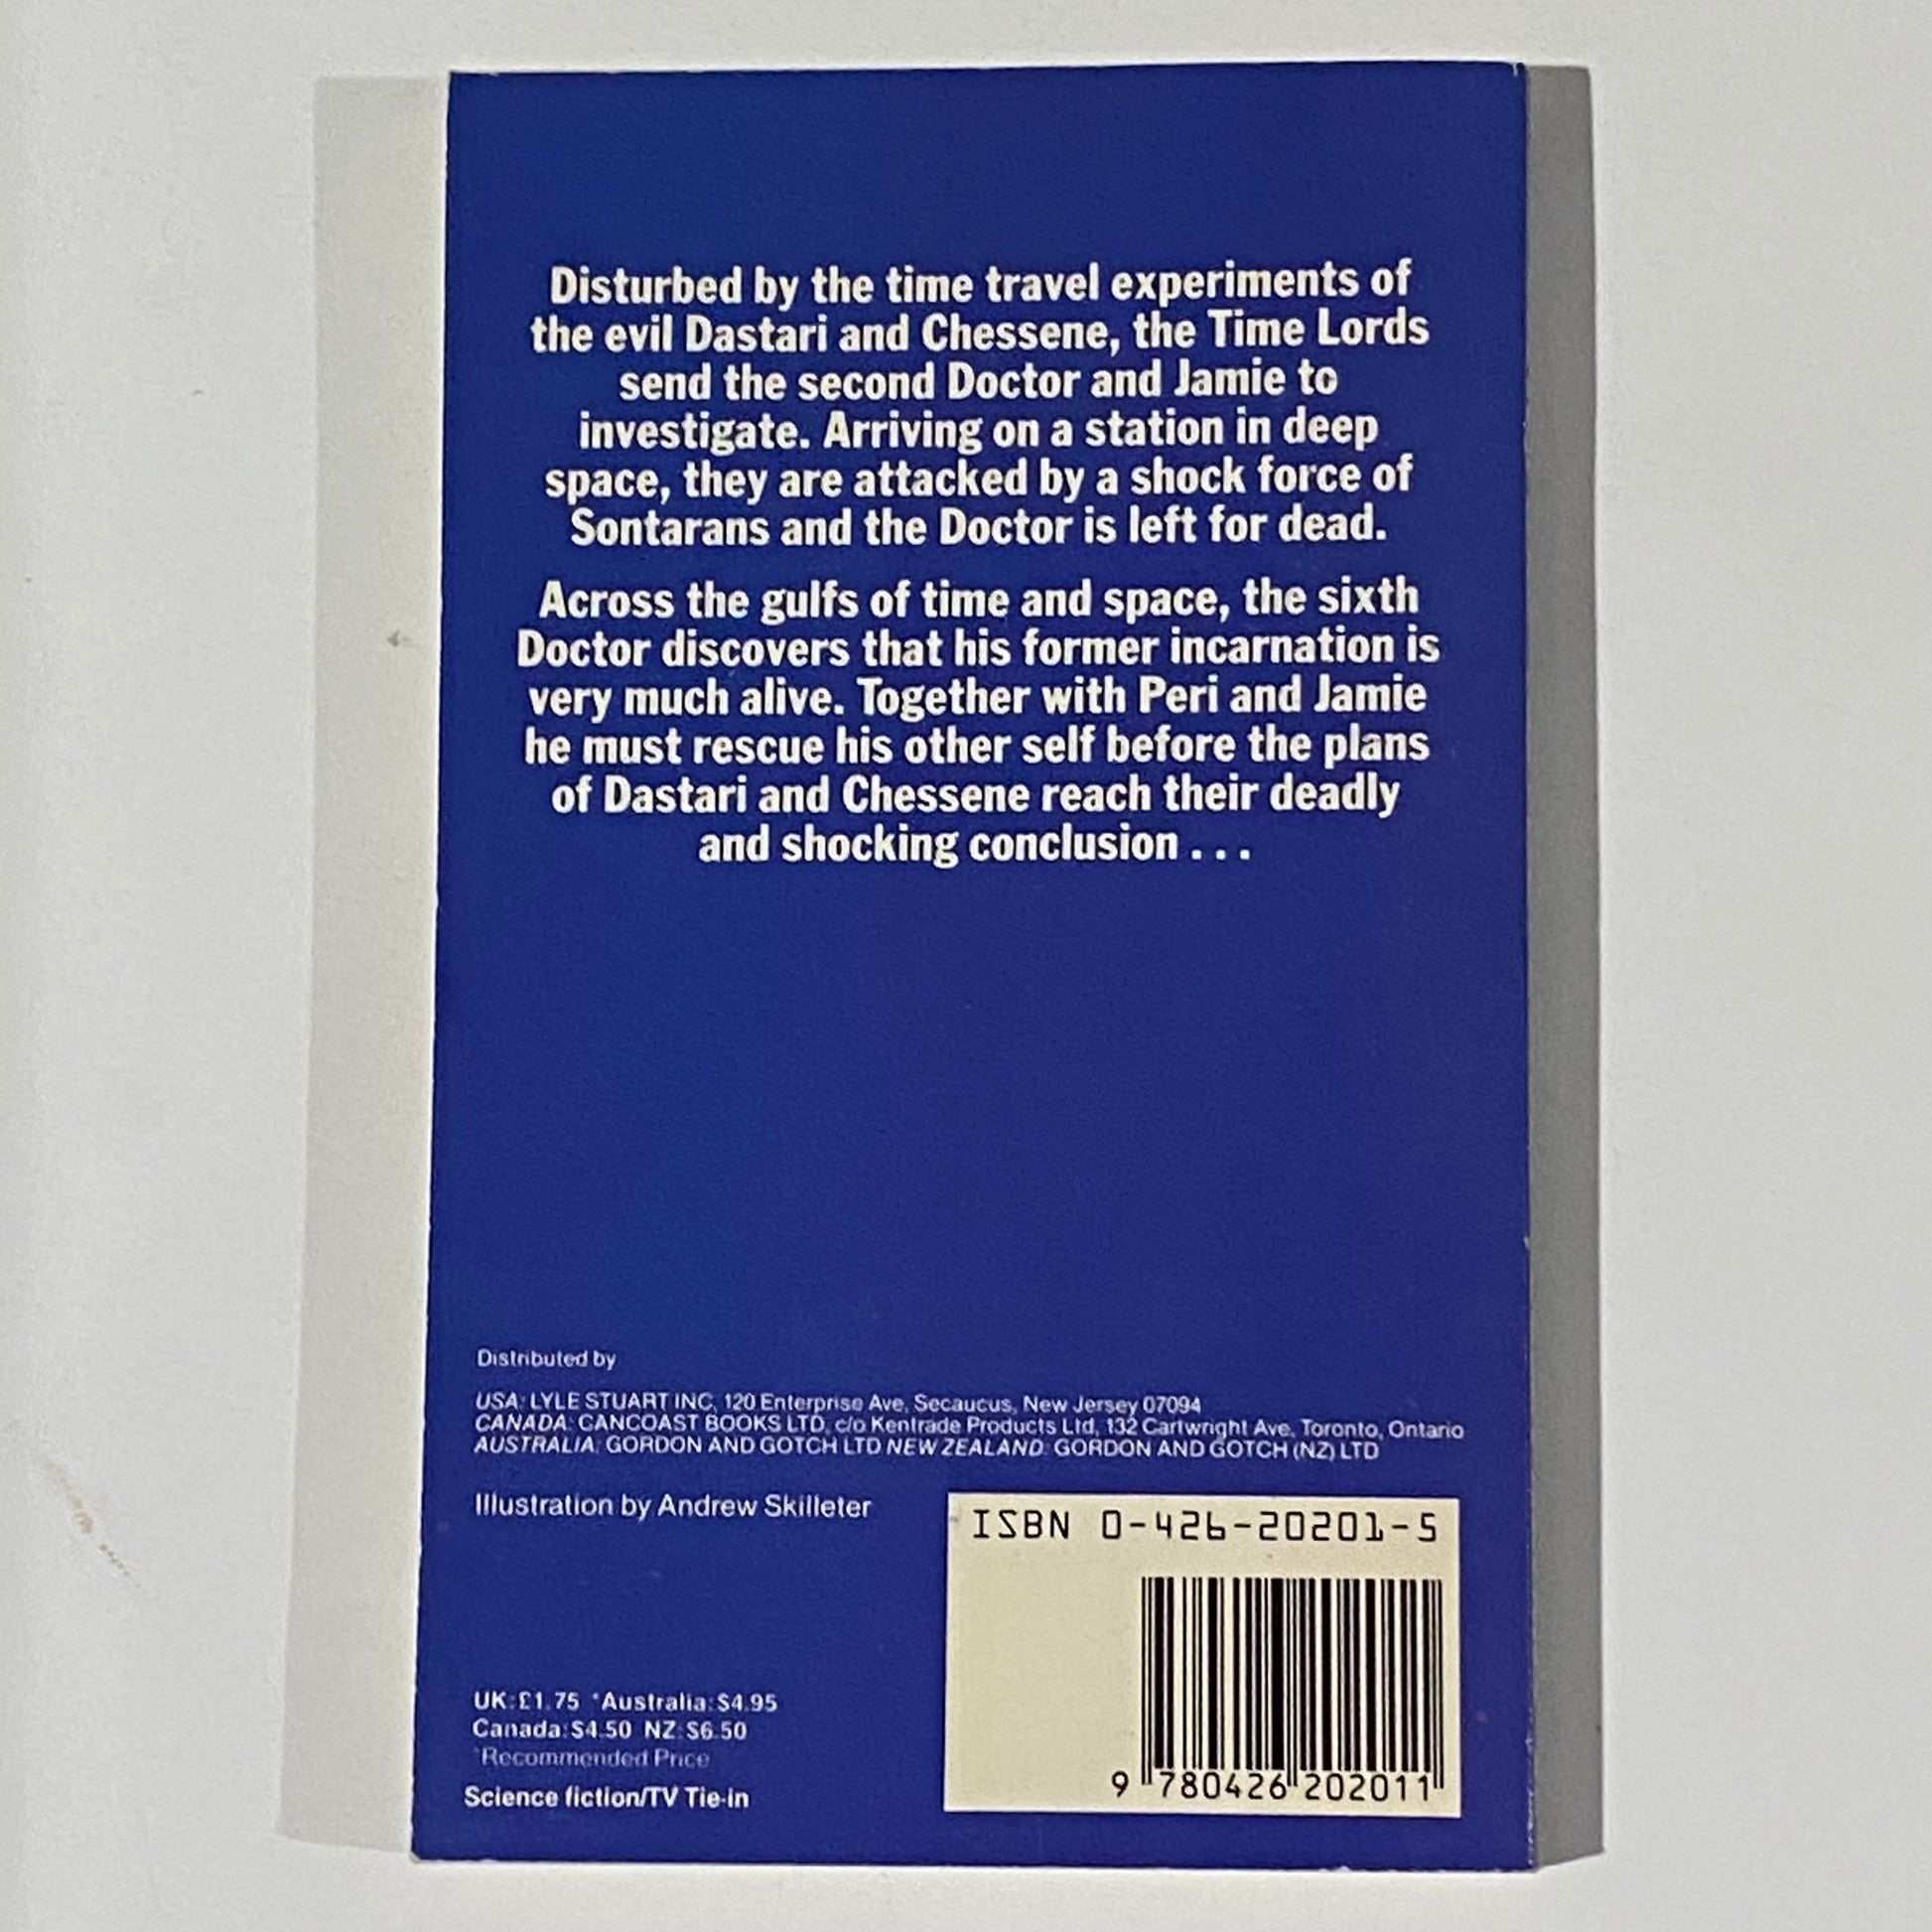 Disturbed by the time travel experiments of
the evil Dastari and Chessene, the Time Lords
send the second Doctor and Jamie to
investigate. Arriving on a station in deep
space, they are attacked by a shock force of
Sontarans and the Doctor is left for dead.
Across the gulfs of time and space, the sixth
Doctor discovers that his former incarnation is
very much alive. Together with Peri and Jamie
he must rescue his other self before the plans
of Dastari and Chessene reach their deadly
and shocking conclusion . . .
Distributed by
USA: LYLE STUART INC, 120 Enterprise Ave, Secaucus, New Jersey 07094
CANADA: CANCOAST BOOKS LTD, c/o Kentrade Products Ltd, 132 Cartwright Ave, Toronto, Ontario
AUSTRALIA: GORDON AND GOTCH LTD NEW ZEALAND: GORDON AND GOTCH (NZ) LTD
Illustration by Andrew Skilleter
ISBN 0-426-20201-5
UK:£1.75 *Australia:$4.95
Canada:$4.50 NZ:$6.50
*Recommended Price
Science fiction/TV Tie-in
9 780426 202011